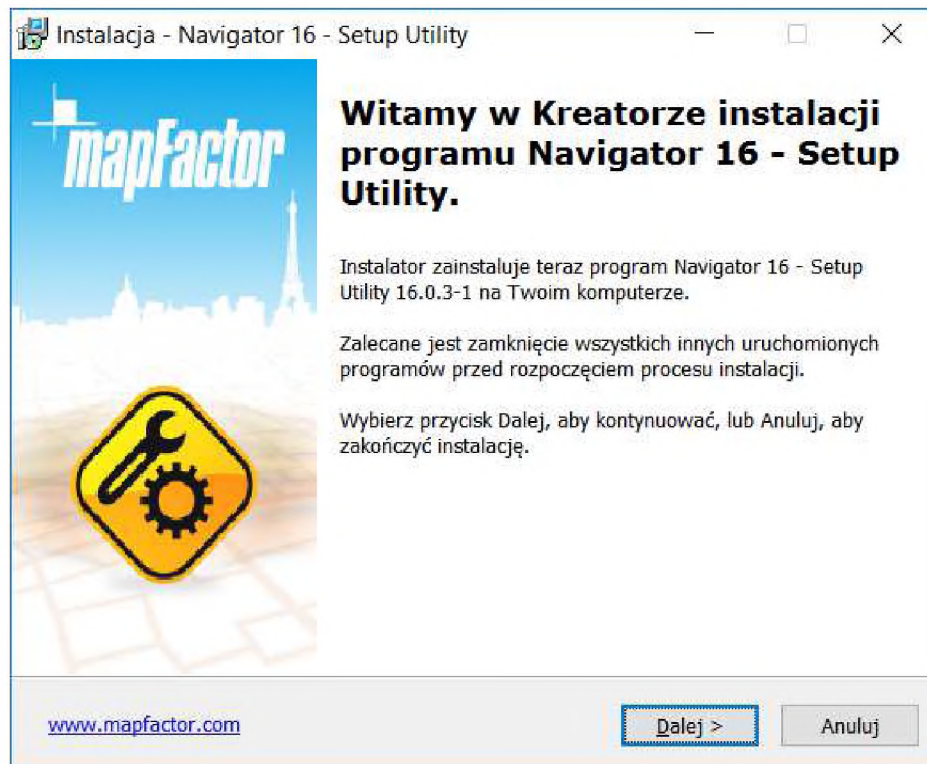 Instalacja - Navigator 16 - Setup Utility
mapFactor
Witamy w Kreatorze instalacji
programu Navigator 16 - Setup
Utility.
Instalator zainstaluje teraz program Navigator 16 - Setup
Utility 16.0.3-1 na Twoim komputerze.
Zalecane jest zamknięcie wszystkich innych uruchomionych
programów przed rozpoczęciem procesu instalacji.
Wybierz przycisk Dalej, aby kontynuować, lub Anuluj, aby
zakończyć instalację.
www.mapfactor.com
Dalej >
Anuluj